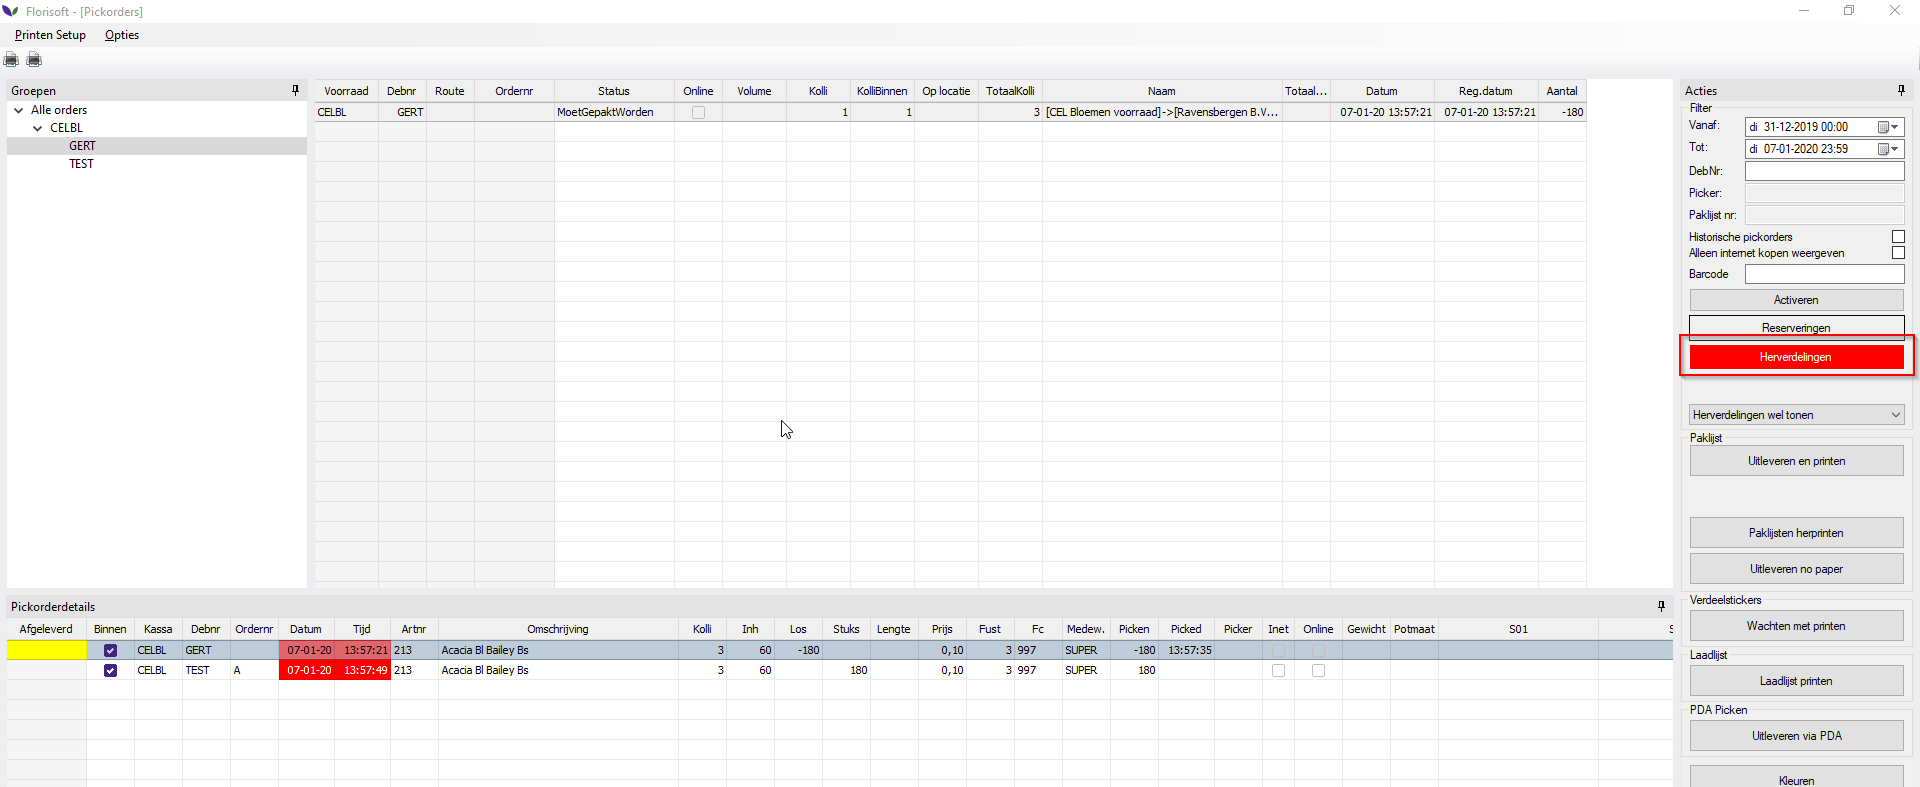 Florisoft - [Pickorders]
Printen Setup Opties
Groepen
Alle orders
CELBL
GERT
TEST
Voorraad Debnr Route Ordernr Status Online Volume Kolli KolliBinnen Op locatie TotaalKolli Naam Totaal... Datum Reg.datum Aantal
CELBL GERT MoetGepaktWorden 1 1 3 [CEL Bloemen voorraad]->[Ravensbergen B.V... 07-01-20 13:57:21 07-01-20 13:57:21 -180
Acties
Filter
Vanaf: di 31-12-2019 00:00
Tot: di 07-01-2020 23:59
DebNr:
Picker:
Paklijst nr:
Historische pickorders
Alleen internet kopen weergeven
Barcode
Activeren
Reserveringen
Herverdelingen
Herverdelingen wel tonen
Paklijst
Uitleveren en printen
Paklijsten herprinten
Uitleveren no paper
Verdeelstickers
Wachten met printen
Laadlijst
Laadlijst printen
PDA Picken
Uitleveren via PDA
Kleuren
Pickorderdetails
Afgeleverd Binnen Kassa Debnr Ordernr Datum Tijd Artnr Omschrijving Kolli Inh Los Stuks Lengte Prijs Fust Fc Medew. Picken Picked Picker Inet Online Gewicht Potmaat S01 S
CELBL GERT 07-01-20 13:57:21 213 Acacia Bl Bailey Bs 3 60 -180 0,10 3 997 SUPER -180 13:57:35
CELBL TEST A 07-01-20 13:57:49 213 Acacia Bl Bailey Bs 3 60 180 0,10 3 997 SUPER 180